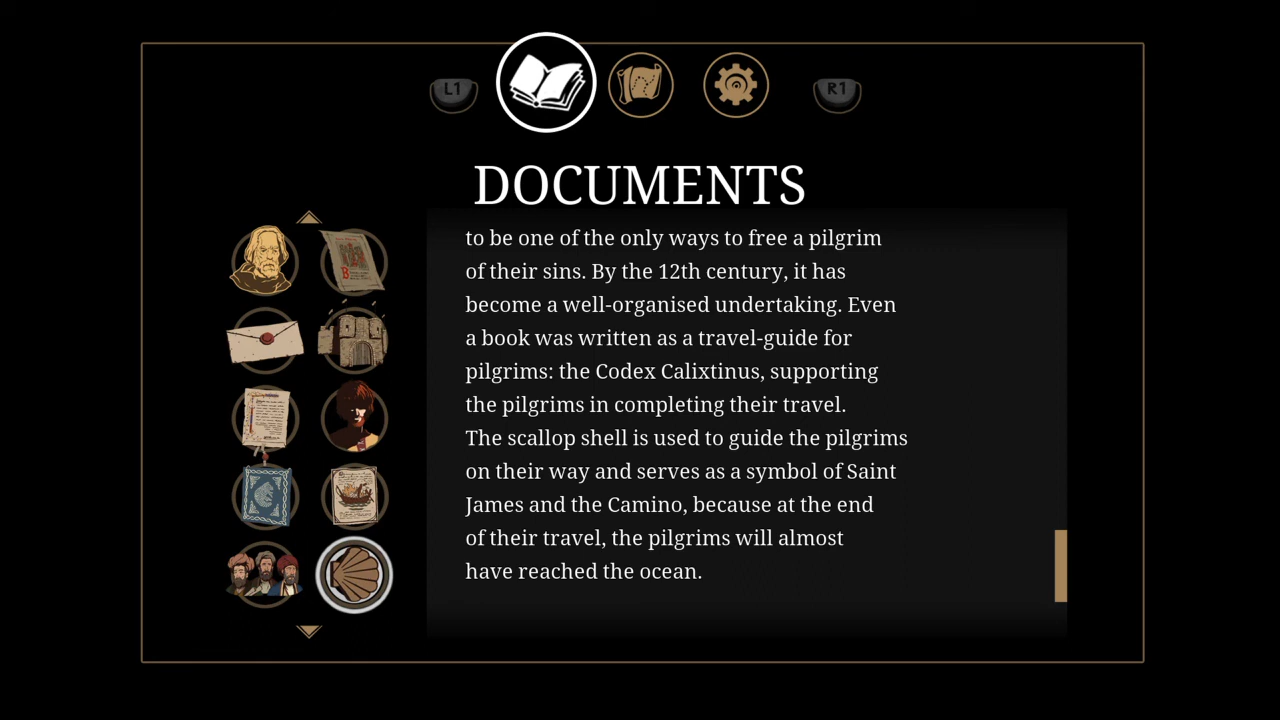 L1
R1
DOCUMENTS
to be one of the only ways to free a pilgrim
of their sins. By the 12th century, it has
become a well-organised undertaking. Even
a book was written as a travel-guide for
pilgrims: the Codex Calixtinus, supporting
the pilgrims in completing their travel.
The scallop shell is used to guide the pilgrims
on their way and serves as a symbol of Saint
James and the Camino, because at the end
of their travel, the pilgrims will almost
have reached the ocean.